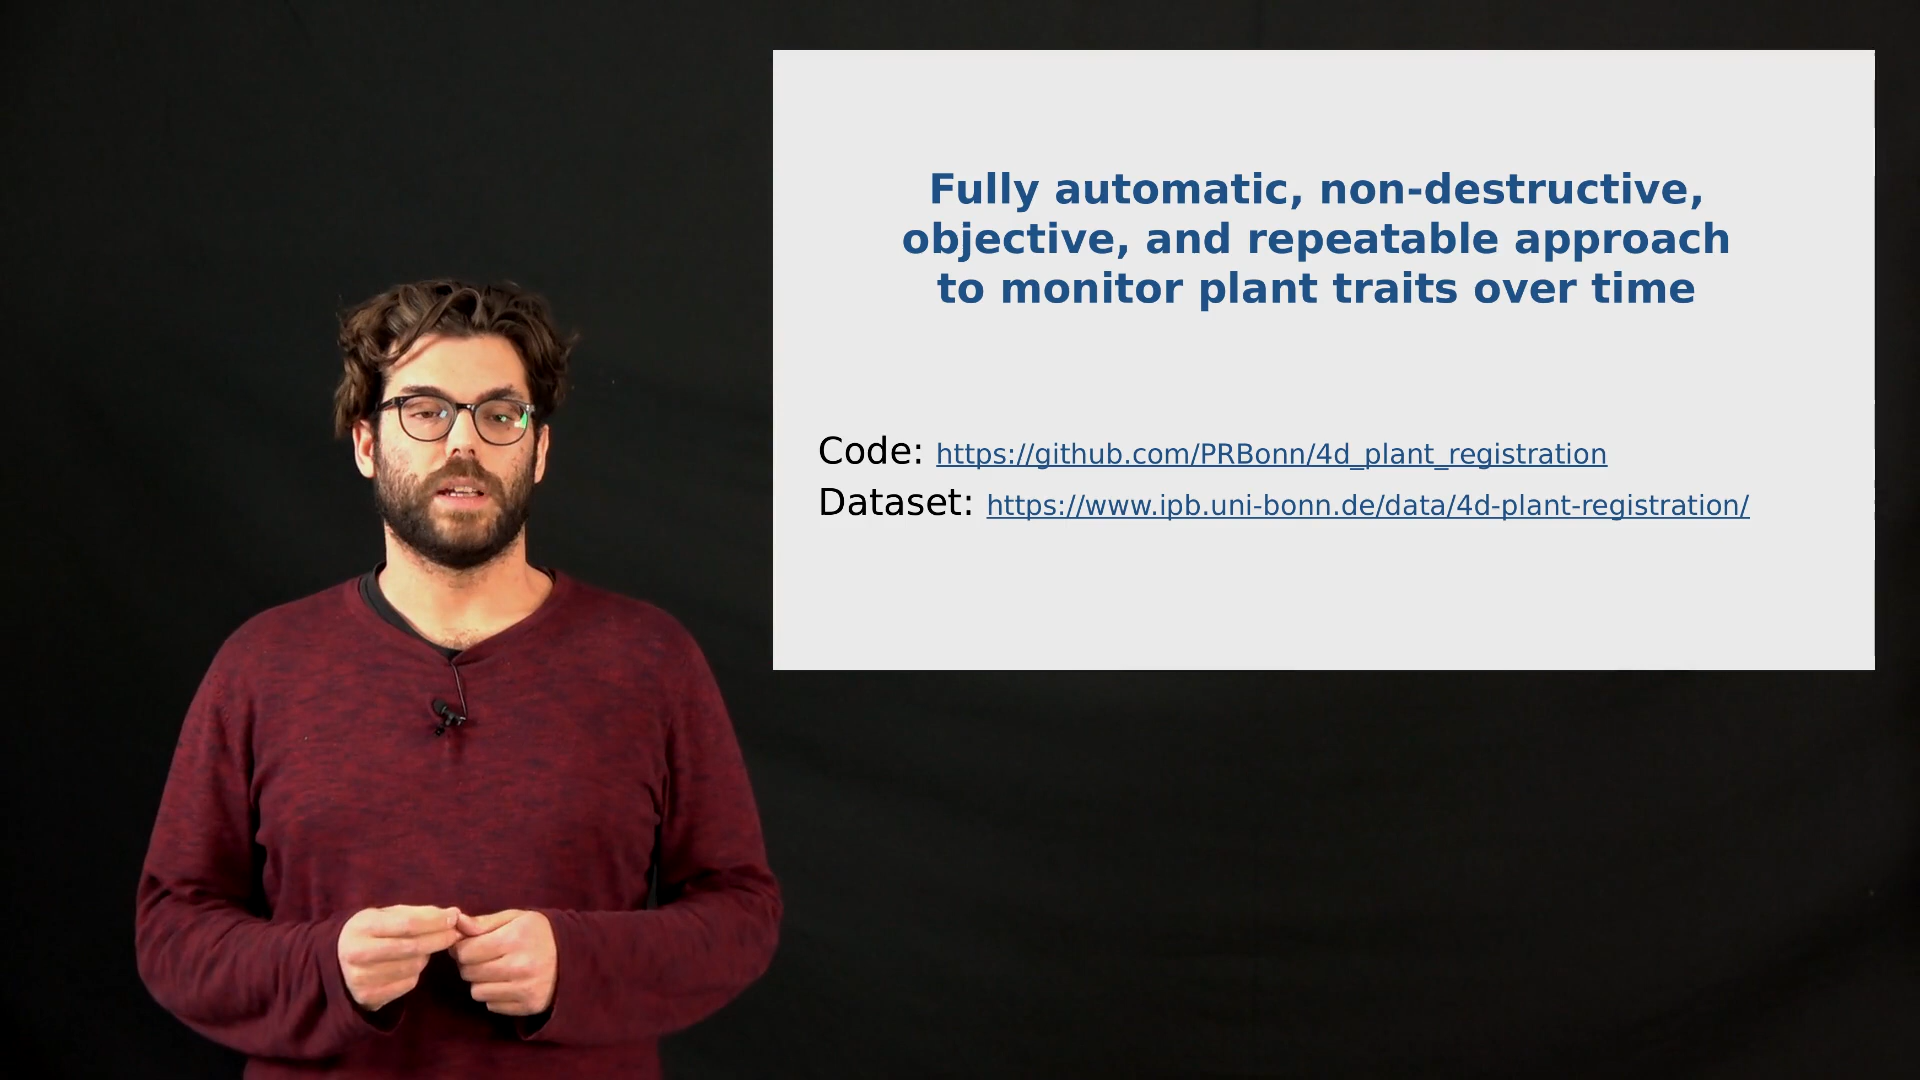 Fully automatic, non-destructive,
objective, and repeatable approach
to monitor plant traits over time
Code: https://github.com/PRBonn/4d_plant_registration
Dataset: https://www.ipb.uni-bonn.de/data/4d-plant-registration/